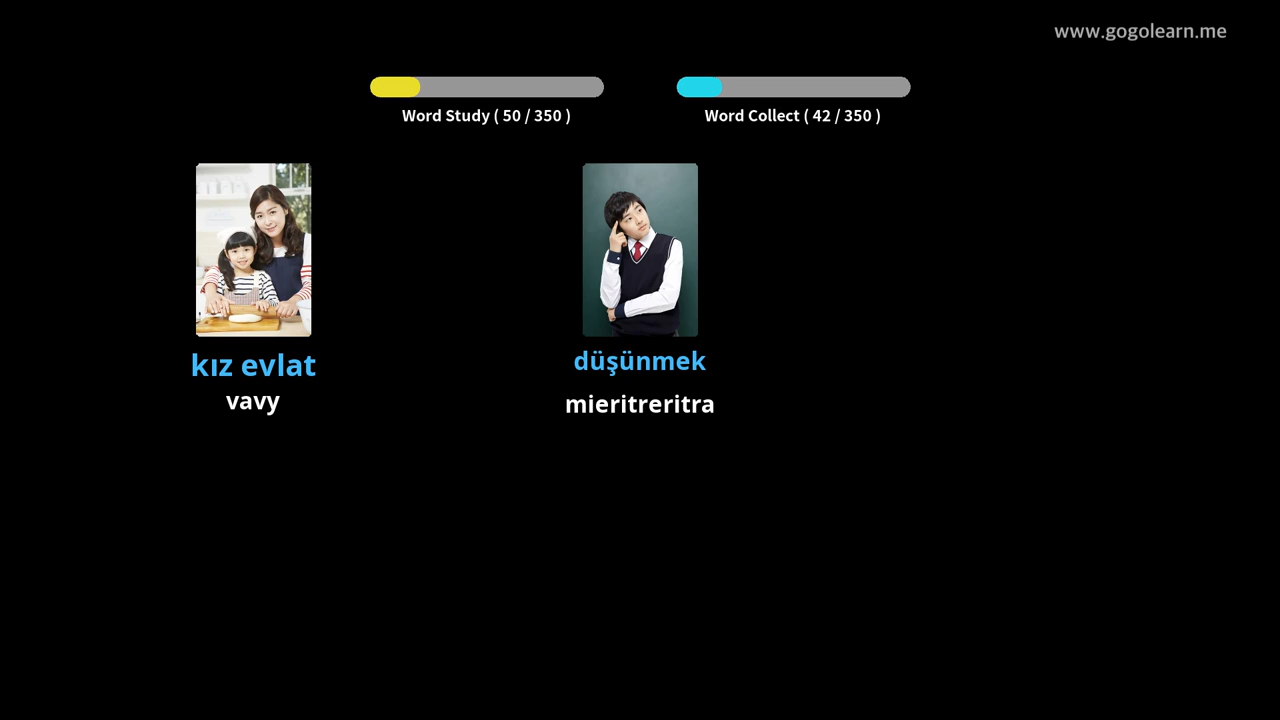 www.gogolearn.me
Word Study ( 50 / 350 )
Word Collect ( 42 / 350 )
kız evlat
vavy
düşünmek
mieritreritra